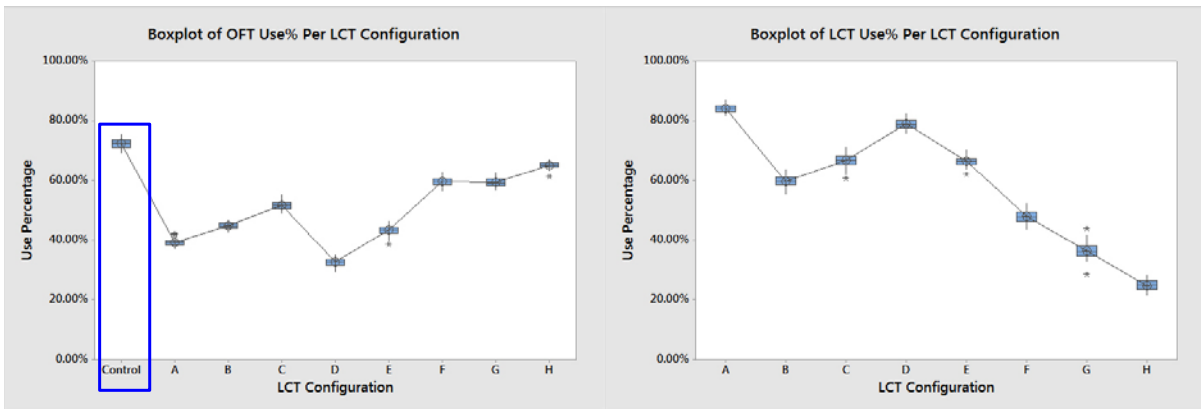 Boxplot of OFT Use% Per LCT Configuration
100.00%
80.00%
60.00%
40.00%
20.00%
0.00%
Use Percentage
Control A B C D E F G H
LCT Configuration
Boxplot of LCT Use% Per LCT Configuration
100.00%
80.00%
60.00%
40.00%
20.00%
0.00%
Use Percentage
A B C D E F G H
LCT Configuration